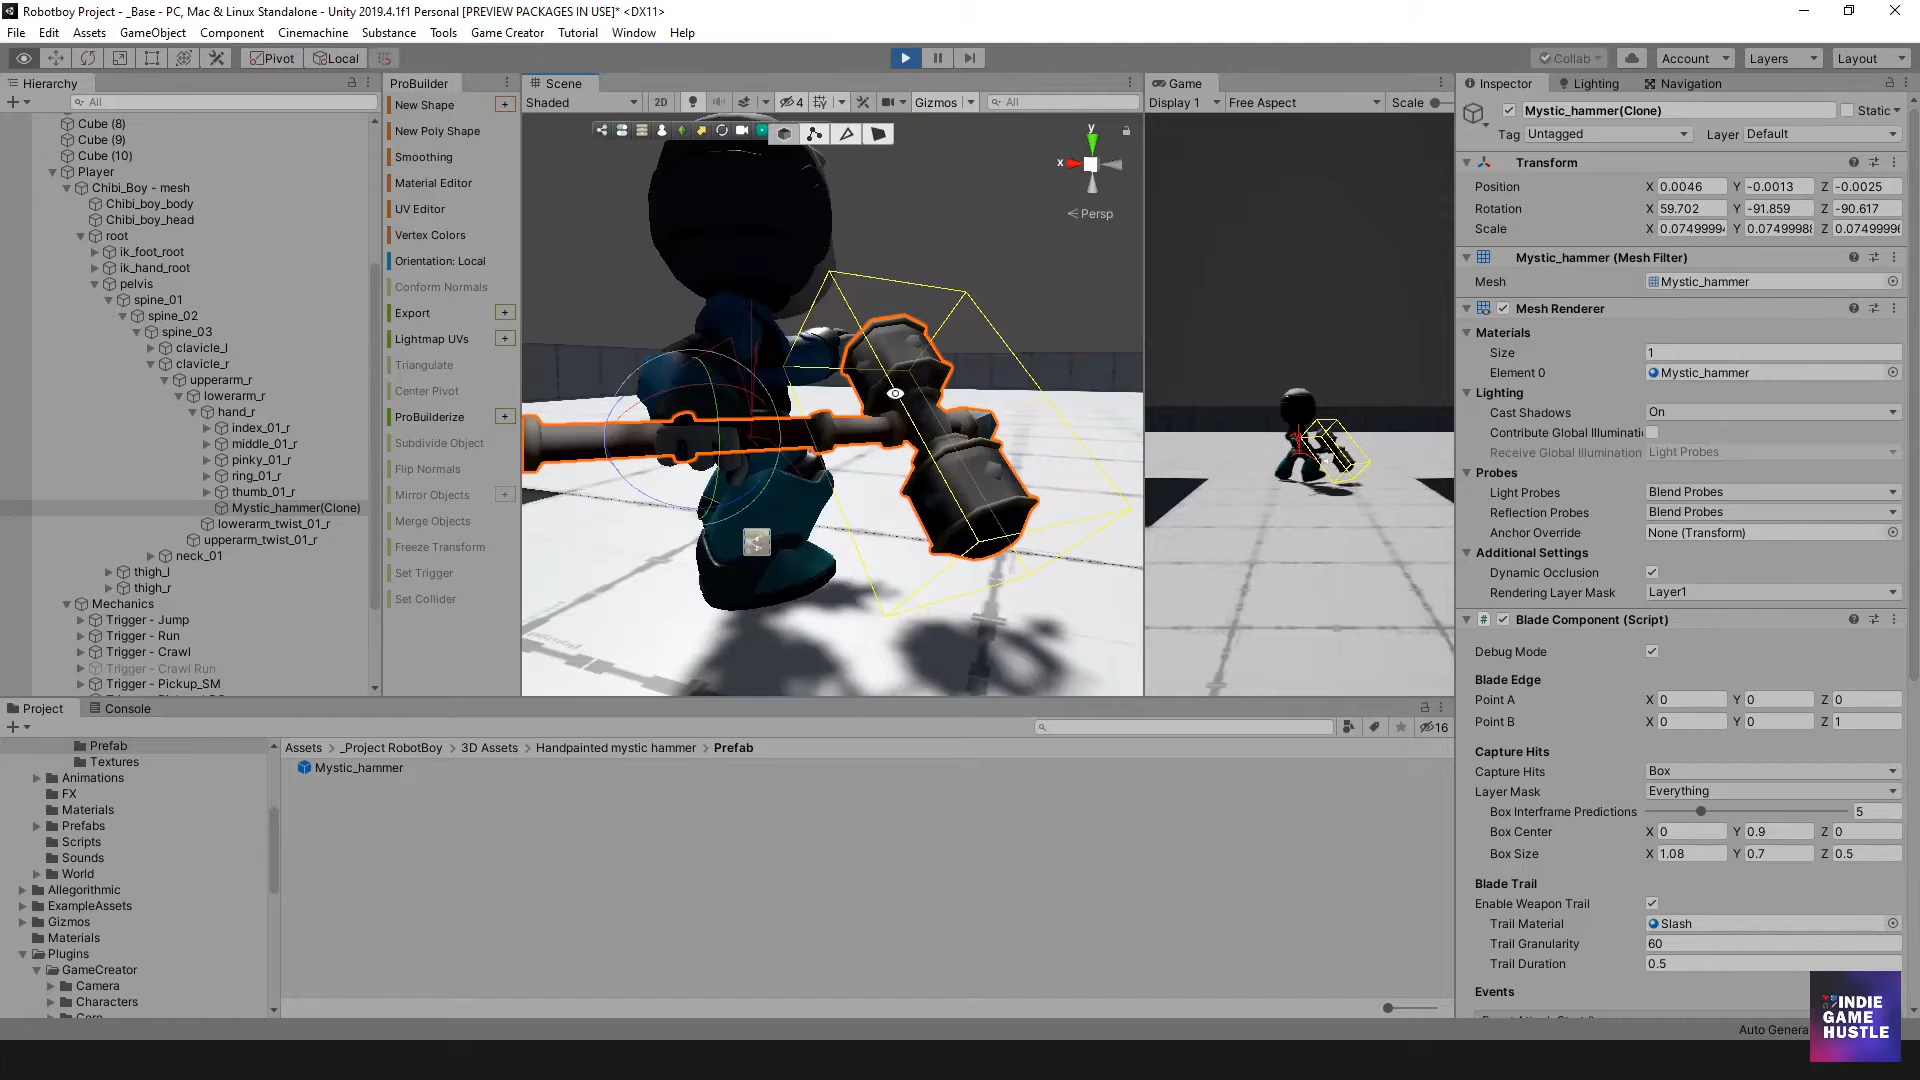 Robotboy Project - _Base - PC, Mac & Linux Standalone - Unity 2019.4.1f1 Personal [PREVIEW PACKAGES IN USE]* <DX11>
File Edit Assets GameObject Component Cinemachine Substance Tools Game Creator Tutorial Window Help
Pivot Local Collab Account Layers Layout
Hierarchy
All
Cube (8)
Cube (9)
Cube (10)
Player
Chibi_Boy - mesh
Chibi_boy_body
Chibi_boy_head
root
ik_foot_root
ik_hand_root
pelvis
spine_01
spine_02
spine_03
clavicle_l
clavicle_r
upperarm_r
lowerarm_r
hand_r
index_01_r
middle_01_r
pinky_01_r
ring_01_r
thumb_01_r
Mystic_hammer(Clone)
lowerarm_twist_01_r
upperarm_twist_01_r
neck_01
thigh_l
thigh_r
Mechanics
Trigger - Jump
Trigger - Run
Trigger - Crawl
Trigger - Crawl Run
Trigger - Pickup_SM
ProBuilder
New Shape
New Poly Shape
Smoothing
Material Editor
UV Editor
Vertex Colors
Orientation: Local
Conform Normals
Export
Lightmap UVs
Triangulate
Center Pivot
ProBuilderize
Subdivide Object
Flip Normals
Mirror Objects
Merge Objects
Freeze Transform
Set Trigger
Set Collider
Scene
Shaded 2D 4 Gizmos All
y
x
Persp
Game
Display 1 Free Aspect Scale
Inspector Lighting Navigation
Mystic_hammer(Clone) Static
Tag Untagged Layer Default
Transform
Position X 0.0046 Y -0.0013 Z -0.0025
Rotation X 59.702 Y -91.859 Z -90.617
Scale X 0.0749999 Y 0.0749998 Z 0.0749999
Mystic_hammer (Mesh Filter)
Mesh Mystic_hammer
Mesh Renderer
Materials
Size 1
Element 0 Mystic_hammer
Lighting
Cast Shadows On
Contribute Global Illuminati
Receive Global Illumination Light Probes
Probes
Light Probes Blend Probes
Reflection Probes Blend Probes
Anchor Override None (Transform)
Additional Settings
Dynamic Occlusion
Rendering Layer Mask Layer1
Blade Component (Script)
Debug Mode
Blade Edge
Point A X 0 Y 0 Z 0
Point B X 0 Y 0 Z 1
Capture Hits
Capture Hits Box
Layer Mask Everything
Box Interframe Predictions 5
Box Center X 0 Y 0.9 Z 0
Box Size X 1.08 Y 0.7 Z 0.5
Blade Trail
Enable Weapon Trail
Trail Material Slash
Trail Granularity 60
Trail Duration 0.5
Events
Project Console
16
Prefab
Textures
Animations
FX
Materials
Prefabs
Scripts
Sounds
World
Allegorithmic
ExampleAssets
Gizmos
Materials
Plugins
GameCreator
Camera
Characters
Assets > _Project RobotBoy > 3D Assets > Handpainted mystic hammer > Prefab
Mystic_hammer
Auto Genera
INDIE
GAME
HUSTLE